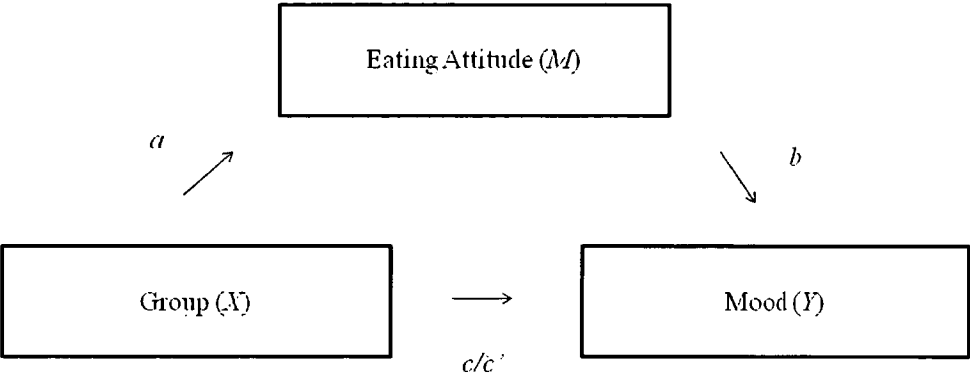 Eating Attitude (M)
a
b
Group (X)
Mood (Y)
c/c'